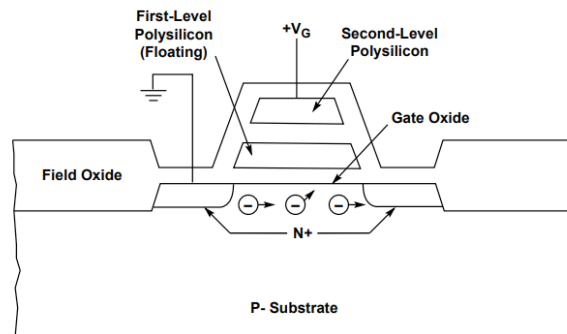 First-Level
Polysilicon
(Floating)
+VG
Second-Level
Polysilicon
Gate Oxide
Field Oxide
− − −
N+
P- Substrate